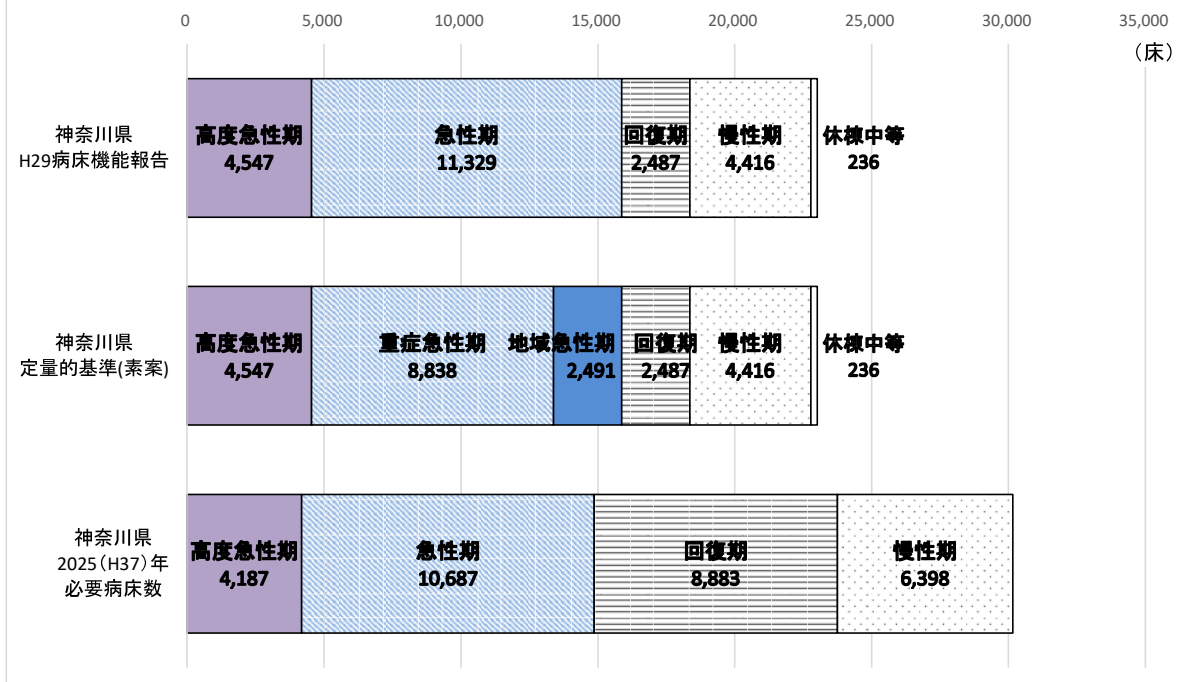 0 5,000 10,000 15,000 20,000 25,000 30,000 35,000
（床）
神奈川県
H29病床機能報告
高度急性期 急性期 回復期 慢性期 休棟中等
4,547 11,329 2,487 4,416 236
神奈川県
定量的基準(素案)
高度急性期 重症急性期 地域急性期 回復期 慢性期 休棟中等
4,547 8,838 2,491 2,487 4,416 236
神奈川県
2025（H37）年
必要病床数
高度急性期 急性期 回復期 慢性期
4,187 10,687 8,883 6,398